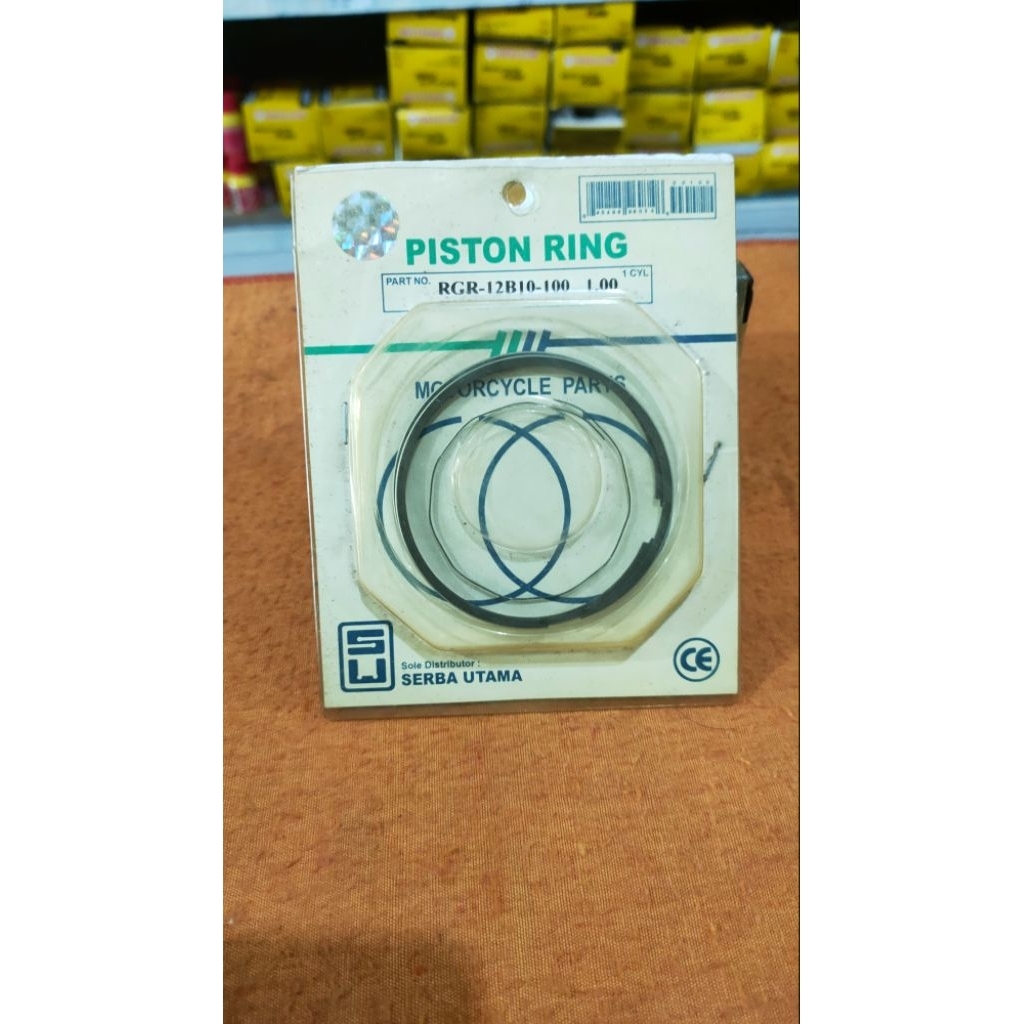 PISTON RING
PART NO. RGR-12B10-100 1.00 1 CYL
MOTORCYCLE PARTS
SW
Sole Distributor :
SERBA UTAMA
CE